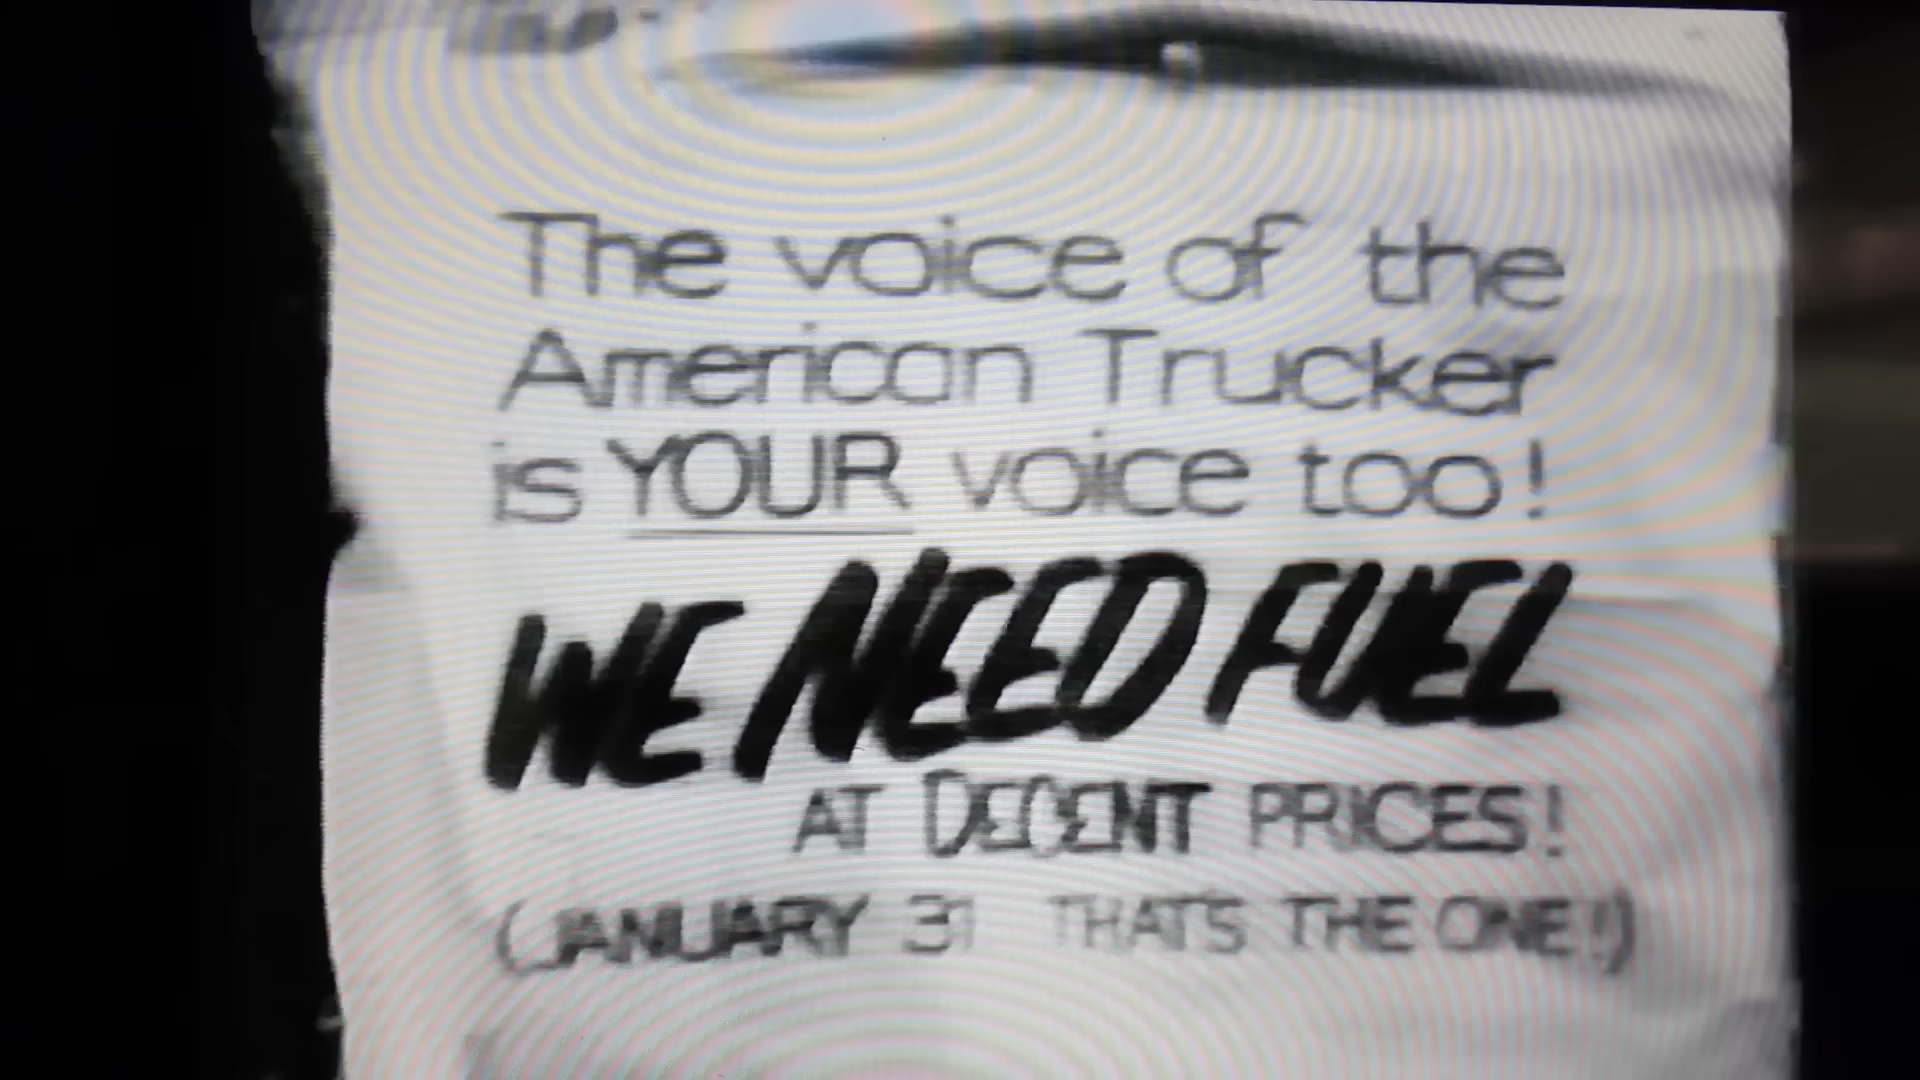 The voice of the
American Trucker
is YOUR voice too!
WE NEED FUEL
AT DECENT PRICES!
(JANUARY 31 THAT'S THE ONE!)